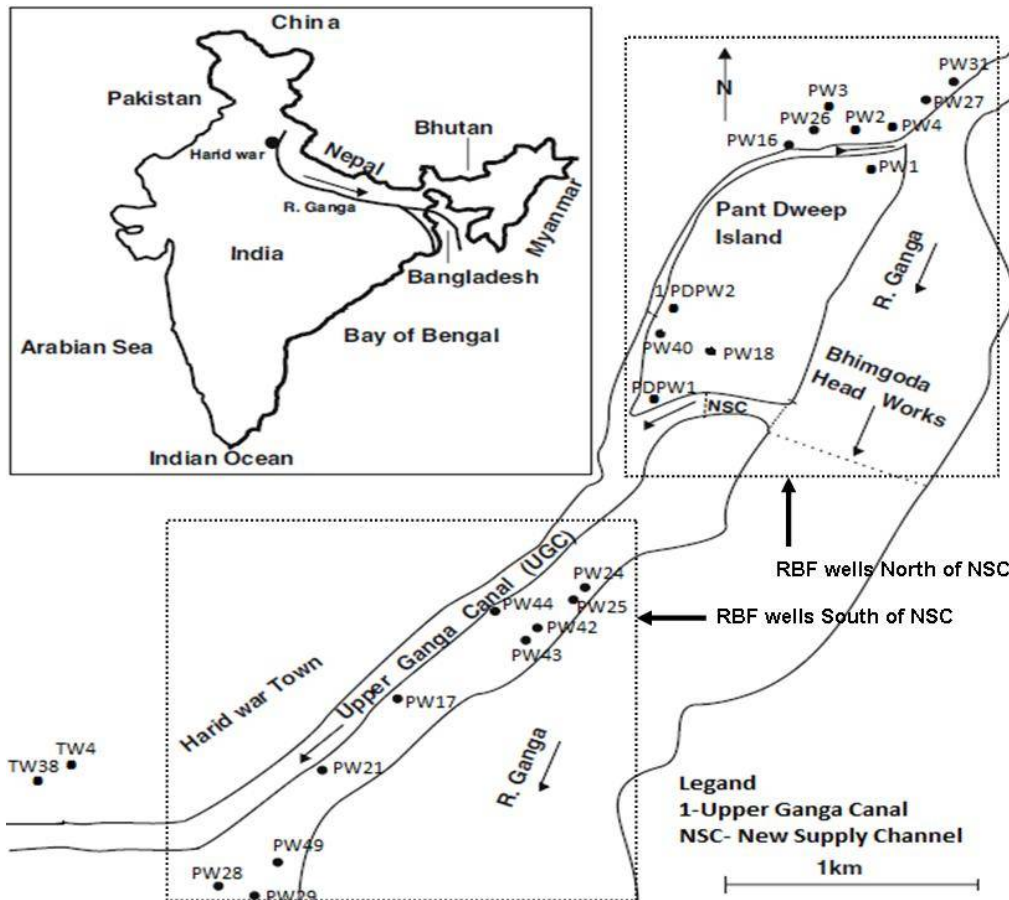 China
Pakistan
Harid war
Nepal
Bhutan
R. Ganga
India
Myanmar
Bangladesh
Arabian Sea
Bay of Bengal
Indian Ocean
N
PW31
PW3
PW27
PW26
PW2
PW4
PW16
PW1
Pant Dweep
Island
R. Ganga
1 PDPW2
PW40
PW18
Bhimgoda
Head Works
PDPW1
NSC
RBF wells North of NSC
PW24
PW25
PW44
PW42
PW43
RBF wells South of NSC
Upper Ganga Canal (UGC)
Harid war Town
PW17
PW21
R. Ganga
TW4
TW38
PW49
PW28
PW29
Legand
1-Upper Ganga Canal
NSC- New Supply Channel
1km